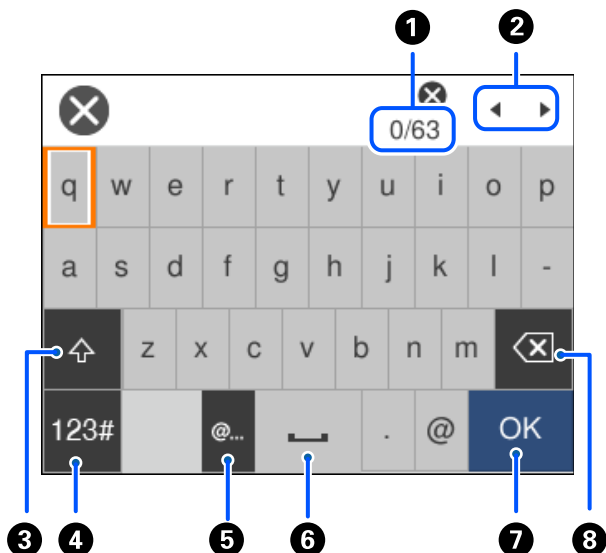 1 2
0/63
q w e r t y u i o p
a s d f g h j k l -
z x c v b n m
123# @... . @ OK
3 4 5 6 7 8